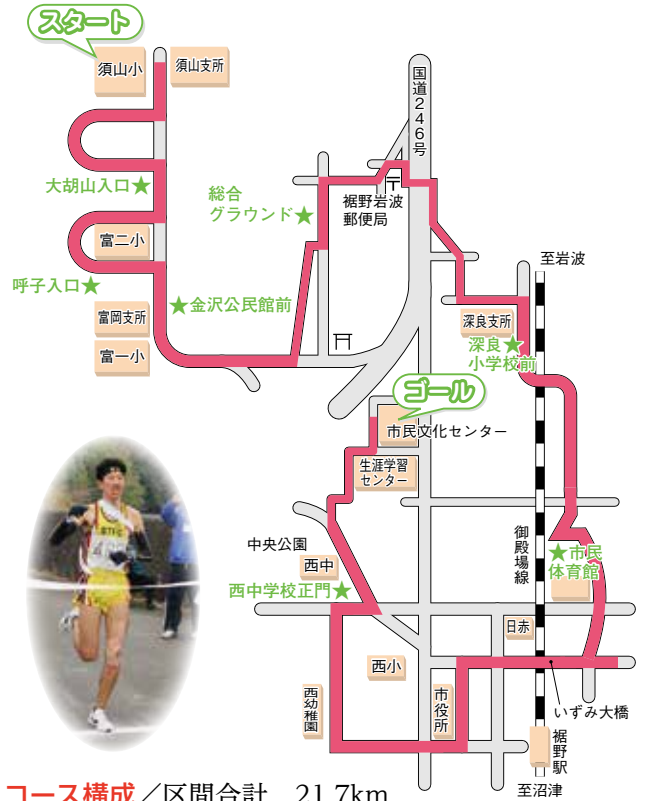 スタート
須山小
須山支所
国道246号
大胡山入口★
総合
グラウンド★
裾野岩波
郵便局
富二小
呼子入口★
★金沢公民館前
富岡支所
富一小
至岩波
深良支所
深良★
小学校前
ゴール
市民文化センター
生涯学習
センター
中央公園
西中
西中学校正門★
御殿場線
★市民
体育館
日赤
西小
西幼稚園
市役所
いずみ大橋
裾野駅
至沼津
コース構成／区間合計 21.7km